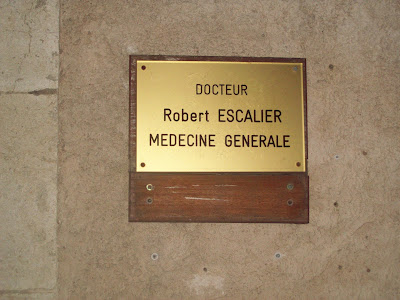 DOCTEUR
Robert ESCALIER
MEDECINE GENERALE